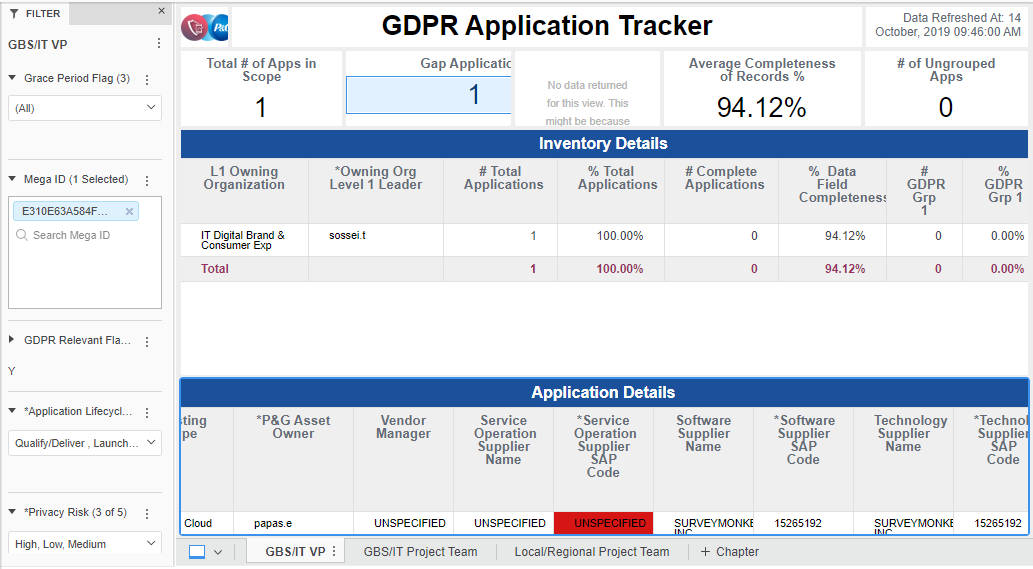 FILTER
GBS/IT VP
Grace Period Flag (3)
(All)
Mega ID (1 Selected)
E310E63A584F...
Search Mega ID
GDPR Relevant Fla...
Y
*Application Lifecycl...
Qualify/Deliver , Launch...
*Privacy Risk (3 of 5)
High, Low, Medium
P&G
GDPR Application Tracker
Data Refreshed At: 14
October, 2019 09:46:00 AM
Total # of Apps in
Scope
1
Gap Applicatio
1
No data returned
for this view. This
might be because
Average Completeness
of Records %
94.12%
# of Ungrouped
Apps
0
Inventory Details
L1 Owning
Organization
*Owning Org
Level 1 Leader
# Total
Applications
% Total
Applications
# Complete
Applications
% Data
Field
Completeness
#
GDPR
Grp
1
%
GDPR
Grp 1
IT Digital Brand &
Consumer Exp
sossei.t
1
100.00%
0
94.12%
0
0.00%
Total
1
100.00%
0
94.12%
0
0.00%
Application Details
sting
pe
*P&G Asset
Owner
Vendor
Manager
Service
Operation
Supplier
Name
*Service
Operation
Supplier
SAP
Code
Software
Supplier
Name
*Software
Supplier
SAP
Code
Technology
Supplier
Name
*Technol
Supplier
SAP
Code
Cloud
papas.e
UNSPECIFIED
UNSPECIFIED
UNSPECIFIED
SURVEYMONKE
INC
15265192
SURVEYMONKE
INC
15265192
GBS/IT VP
GBS/IT Project Team
Local/Regional Project Team
+ Chapter